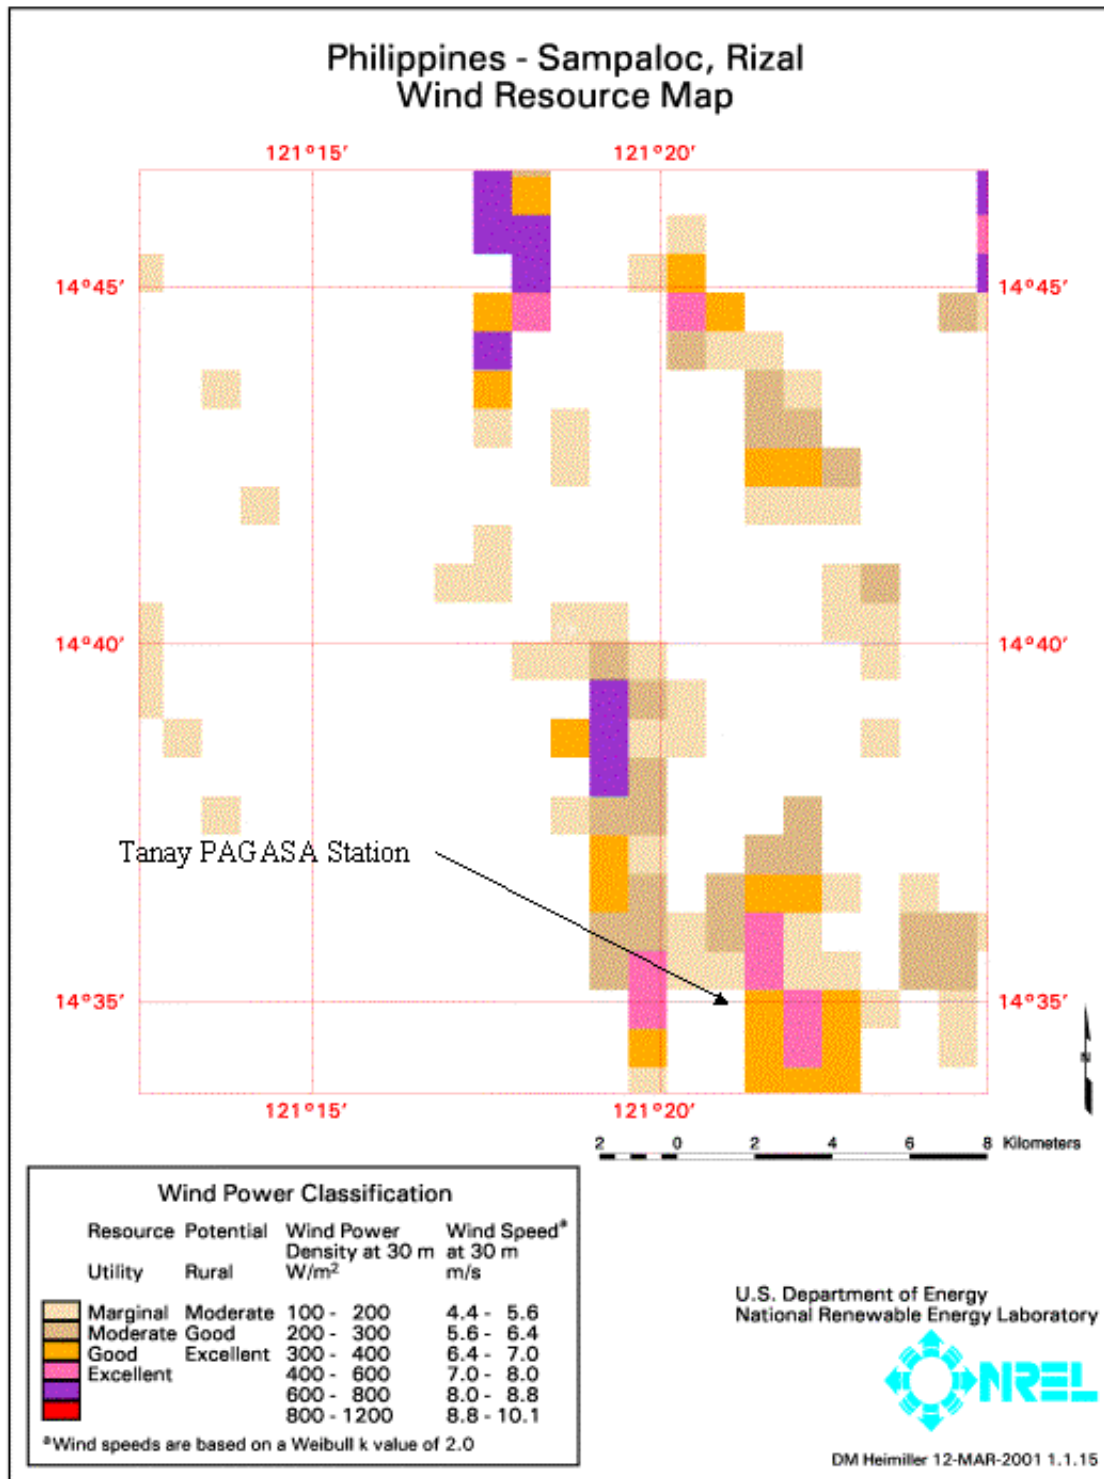 Philippines - Sampaloc, Rizal
Wind Resource Map
121°15' 121°20'
14°45' 14°45'
14°40' 14°40'
Tanay PAGASA Station
14°35' 14°35'
N
121°15' 121°20'
2 0 2 4 6 8 Kilometers
Wind Power Classification
Resource Potential Wind Power Wind Speedª
Density at 30 m at 30 m
Utility Rural W/m² m/s
Marginal Moderate 100 - 200 4.4 - 5.6
Moderate Good 200 - 300 5.6 - 6.4
Good Excellent 300 - 400 6.4 - 7.0
Excellent 400 - 600 7.0 - 8.0
600 - 800 8.0 - 8.8
800 - 1200 8.8 - 10.1
ªWind speeds are based on a Weibull k value of 2.0
U.S. Department of Energy
National Renewable Energy Laboratory
NREL
DM Heimiller 12-MAR-2001 1.1.15